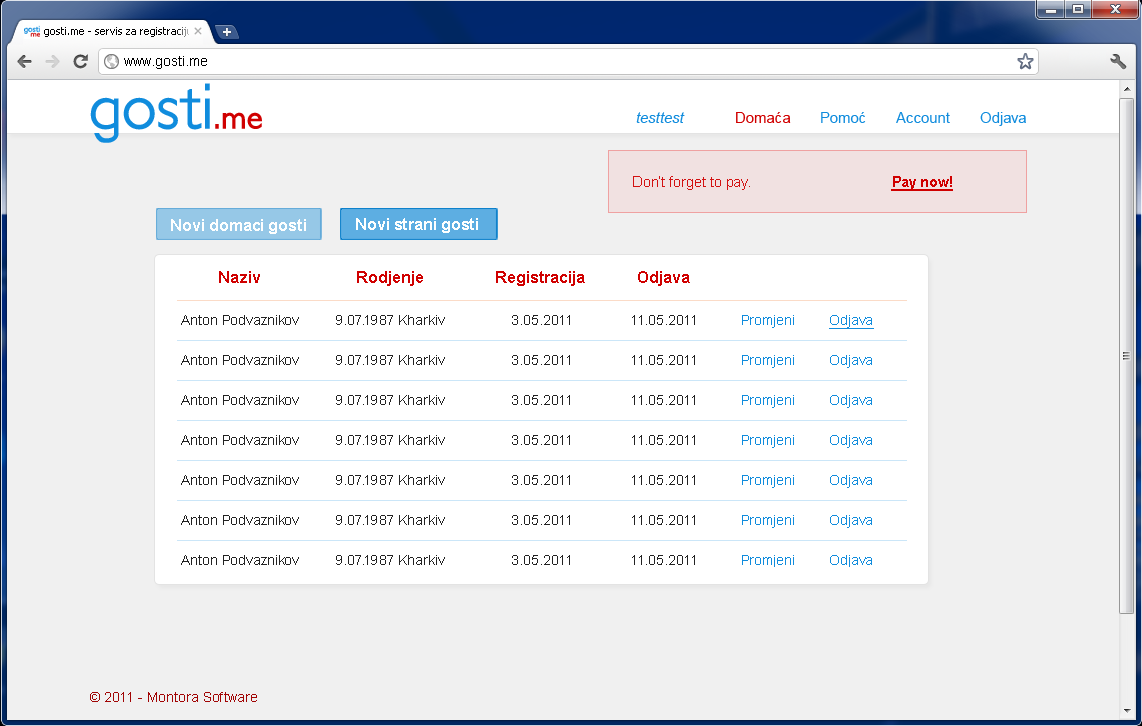 gosti.me - servis za registraciju
www.gosti.me
gosti.me
testtest Domaća Pomoć Account Odjava
Don't forget to pay. Pay now!
Novi domaci gosti Novi strani gosti
Naziv Rodjenje Registracija Odjava
Anton Podvaznikov 9.07.1987 Kharkiv 3.05.2011 11.05.2011 Promjeni Odjava
Anton Podvaznikov 9.07.1987 Kharkiv 3.05.2011 11.05.2011 Promjeni Odjava
Anton Podvaznikov 9.07.1987 Kharkiv 3.05.2011 11.05.2011 Promjeni Odjava
Anton Podvaznikov 9.07.1987 Kharkiv 3.05.2011 11.05.2011 Promjeni Odjava
Anton Podvaznikov 9.07.1987 Kharkiv 3.05.2011 11.05.2011 Promjeni Odjava
Anton Podvaznikov 9.07.1987 Kharkiv 3.05.2011 11.05.2011 Promjeni Odjava
Anton Podvaznikov 9.07.1987 Kharkiv 3.05.2011 11.05.2011 Promjeni Odjava
© 2011 - Montora Software